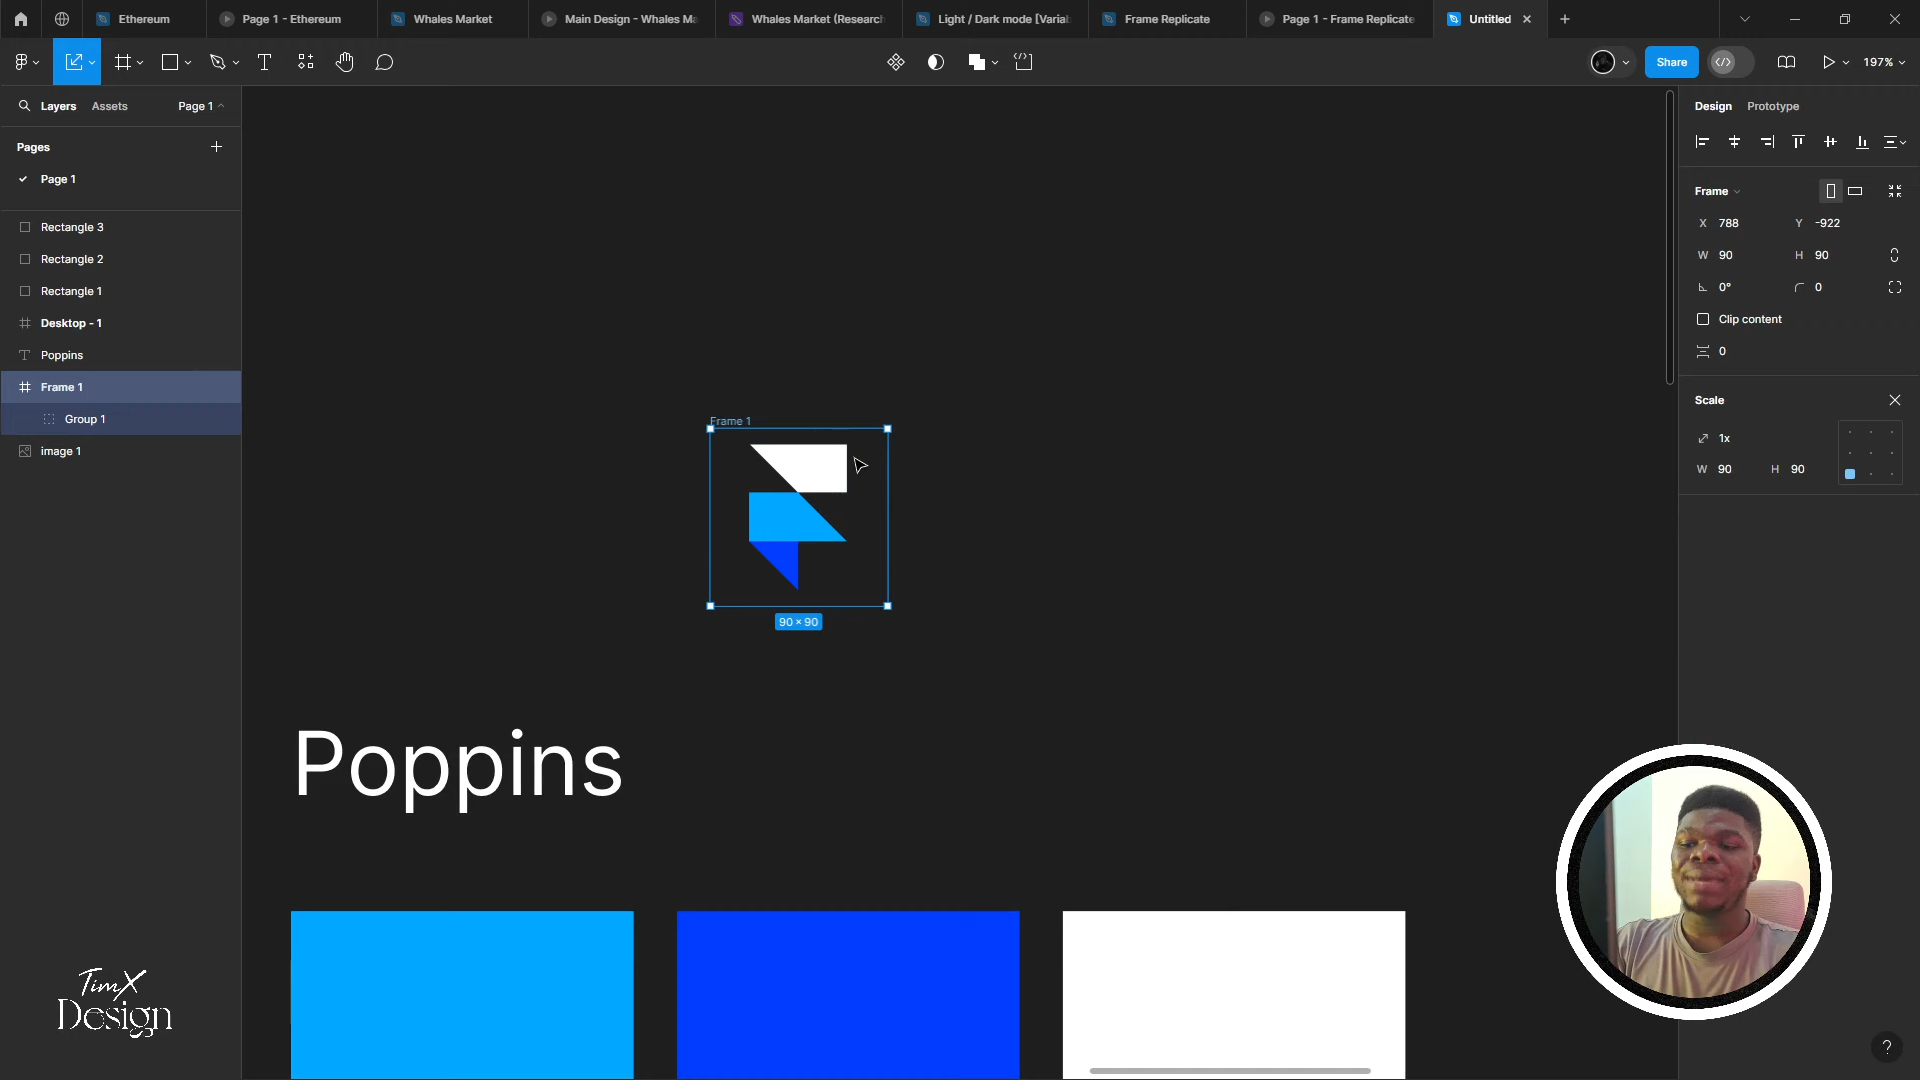 Ethereum
Page 1 - Ethereum
Whales Market
Main Design - Whales Ma
Whales Market (Research
Light / Dark mode [Variab
Frame Replicate
Page 1 - Frame Replicate
Untitled
Share
197%
Layers
Assets
Page 1
Design
Prototype
Pages
Page 1
Rectangle 3
Rectangle 2
Rectangle 1
Desktop - 1
Poppins
Frame 1
Group 1
image 1
Frame
X 788
Y -922
W 90
H 90
0°
0
Clip content
0
Scale
1x
W 90
H 90
Frame 1
90 × 90
Poppins
TimX
Design
?